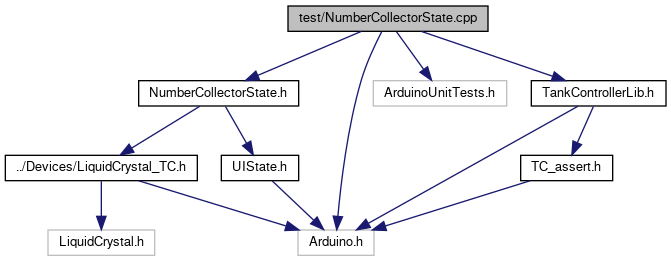 test/NumberCollectorState.cpp
NumberCollectorState.h
ArduinoUnitTests.h
TankControllerLib.h
../Devices/LiquidCrystal_TC.h
UIState.h
TC_assert.h
LiquidCrystal.h
Arduino.h